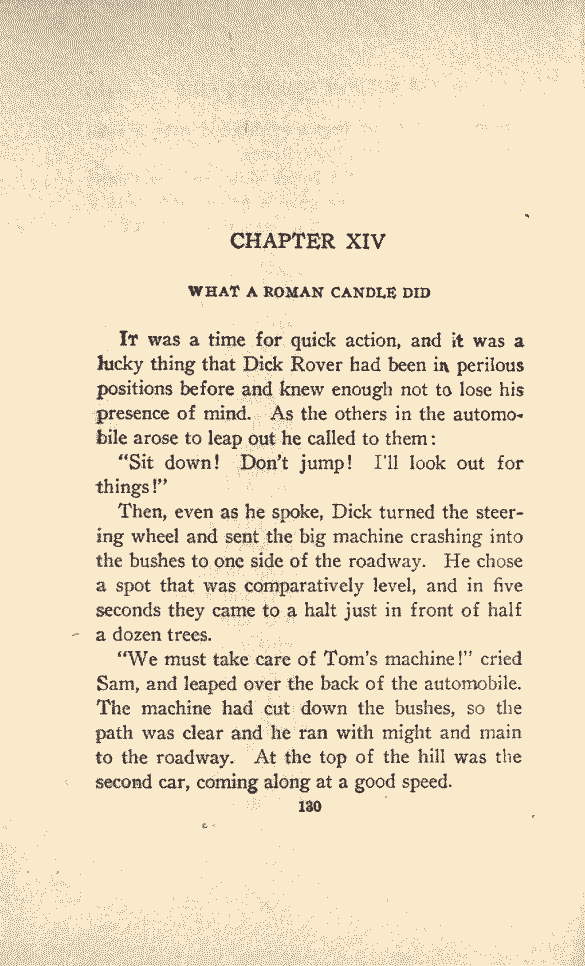 CHAPTER XIV
WHAT A ROMAN CANDLE DID
It was a time for quick action, and it was a
lucky thing that Dick Rover had been in perilous
positions before and knew enough not to lose his
presence of mind. As the others in the automo-
bile arose to leap out he called to them:
"Sit down! Don't jump! I'll look out for
things!"
Then, even as he spoke, Dick turned the steer-
ing wheel and sent the big machine crashing into
the bushes to one side of the roadway. He chose
a spot that was comparatively level, and in five
seconds they came to a halt just in front of half
a dozen trees.
"We must take care of Tom's machine!" cried
Sam, and leaped over the back of the automobile.
The machine had cut down the bushes, so the
path was clear and he ran with might and main
to the roadway. At the top of the hill was the
second car, coming along at a good speed.
130